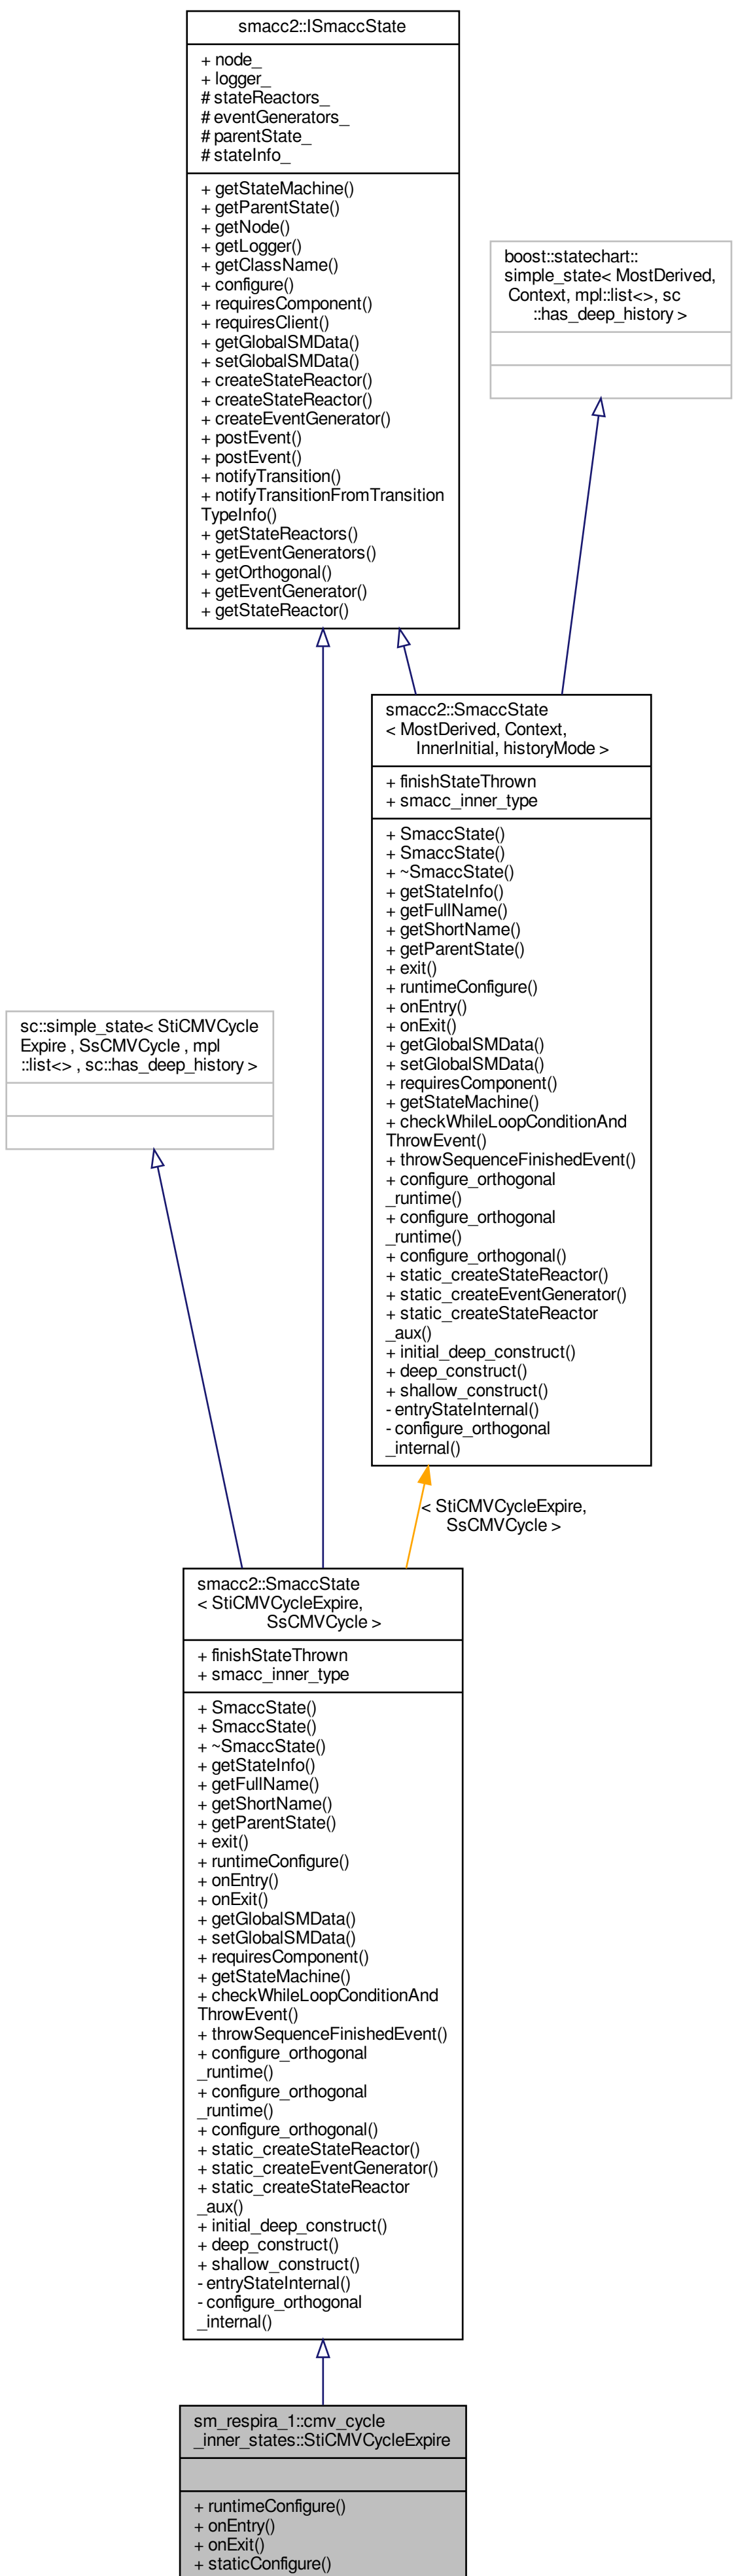 smacc2::ISmaccState
+ node_
+ logger_
# stateReactors_
# eventGenerators_
# parentState_
# stateInfo_
+ getStateMachine()
+ getParentState()
+ getNode()
+ getLogger()
+ getClassName()
+ configure()
+ requiresComponent()
+ requiresClient()
+ getGlobalSMData()
+ setGlobalSMData()
+ createStateReactor()
+ createStateReactor()
+ createEventGenerator()
+ postEvent()
+ postEvent()
+ notifyTransition()
+ notifyTransitionFromTransition
TypeInfo()
+ getStateReactors()
+ getEventGenerators()
+ getOrthogonal()
+ getEventGenerator()
+ getStateReactor()
boost::statechart::
simple_state< MostDerived,
Context, mpl::list<>, sc
::has_deep_history >
smacc2::SmaccState
< MostDerived, Context,
InnerInitial, historyMode >
+ finishStateThrown
+ smacc_inner_type
+ SmaccState()
+ SmaccState()
+ ~SmaccState()
+ getStateInfo()
+ getFullName()
+ getShortName()
+ getParentState()
+ exit()
+ runtimeConfigure()
+ onEntry()
+ onExit()
+ getGlobalSMData()
+ setGlobalSMData()
+ requiresComponent()
+ getStateMachine()
+ checkWhileLoopConditionAnd
ThrowEvent()
+ throwSequenceFinishedEvent()
+ configure_orthogonal
_runtime()
+ configure_orthogonal
_runtime()
+ configure_orthogonal()
+ static_createStateReactor()
+ static_createEventGenerator()
+ static_createStateReactor
_aux()
+ initial_deep_construct()
+ deep_construct()
+ shallow_construct()
- entryStateInternal()
- configure_orthogonal
_internal()
sc::simple_state< StiCMVCycle
Expire , SsCMVCycle , mpl
::list<> , sc::has_deep_history >
< StiCMVCycleExpire,
SsCMVCycle >
smacc2::SmaccState
< StiCMVCycleExpire,
SsCMVCycle >
+ finishStateThrown
+ smacc_inner_type
+ SmaccState()
+ SmaccState()
+ ~SmaccState()
+ getStateInfo()
+ getFullName()
+ getShortName()
+ getParentState()
+ exit()
+ runtimeConfigure()
+ onEntry()
+ onExit()
+ getGlobalSMData()
+ setGlobalSMData()
+ requiresComponent()
+ getStateMachine()
+ checkWhileLoopConditionAnd
ThrowEvent()
+ throwSequenceFinishedEvent()
+ configure_orthogonal
_runtime()
+ configure_orthogonal
_runtime()
+ configure_orthogonal()
+ static_createStateReactor()
+ static_createEventGenerator()
+ static_createStateReactor
_aux()
+ initial_deep_construct()
+ deep_construct()
+ shallow_construct()
- entryStateInternal()
- configure_orthogonal
_internal()
sm_respira_1::cmv_cycle
_inner_states::StiCMVCycleExpire
+ runtimeConfigure()
+ onEntry()
+ onExit()
+ staticConfigure()